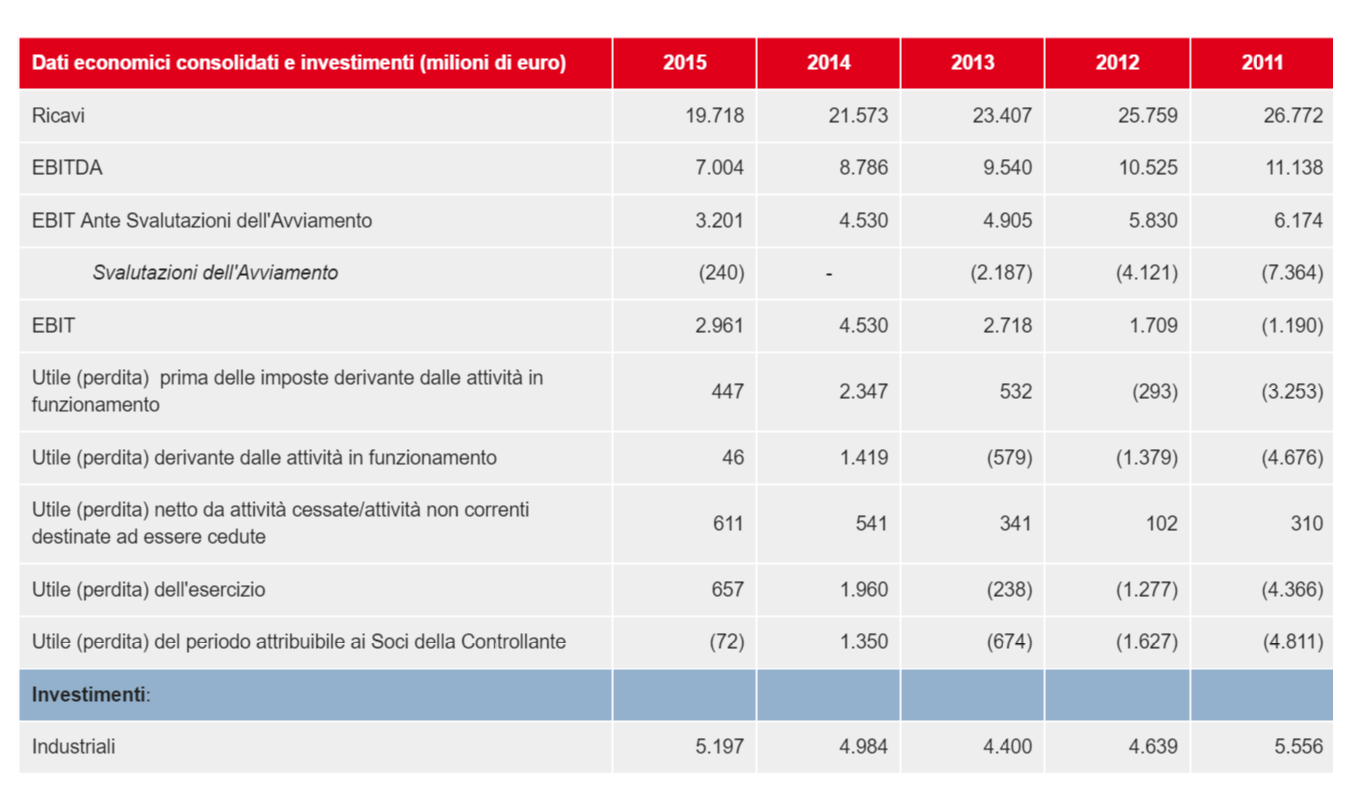 Dati economici consolidati e investimenti (milioni di euro) 2015 2014 2013 2012 2011
Ricavi 19.718 21.573 23.407 25.759 26.772
EBITDA 7.004 8.786 9.540 10.525 11.138
EBIT Ante Svalutazioni dell'Avviamento 3.201 4.530 4.905 5.830 6.174
Svalutazioni dell'Avviamento (240) - (2.187) (4.121) (7.364)
EBIT 2.961 4.530 2.718 1.709 (1.190)
Utile (perdita) prima delle imposte derivante dalle attività in
funzionamento 447 2.347 532 (293) (3.253)
Utile (perdita) derivante dalle attività in funzionamento 46 1.419 (579) (1.379) (4.676)
Utile (perdita) netto da attività cessate/attività non correnti
destinate ad essere cedute 611 541 341 102 310
Utile (perdita) dell'esercizio 657 1.960 (238) (1.277) (4.366)
Utile (perdita) del periodo attribuibile ai Soci della Controllante (72) 1.350 (674) (1.627) (4.811)
Investimenti:
Industriali 5.197 4.984 4.400 4.639 5.556